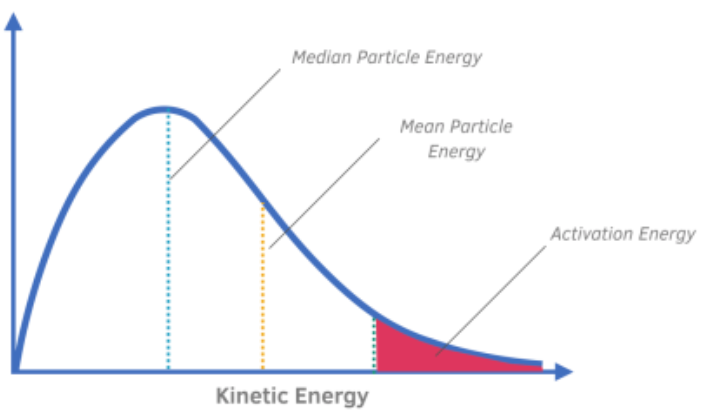 Median Particle Energy
Mean Particle
Energy
Activation Energy
Kinetic Energy